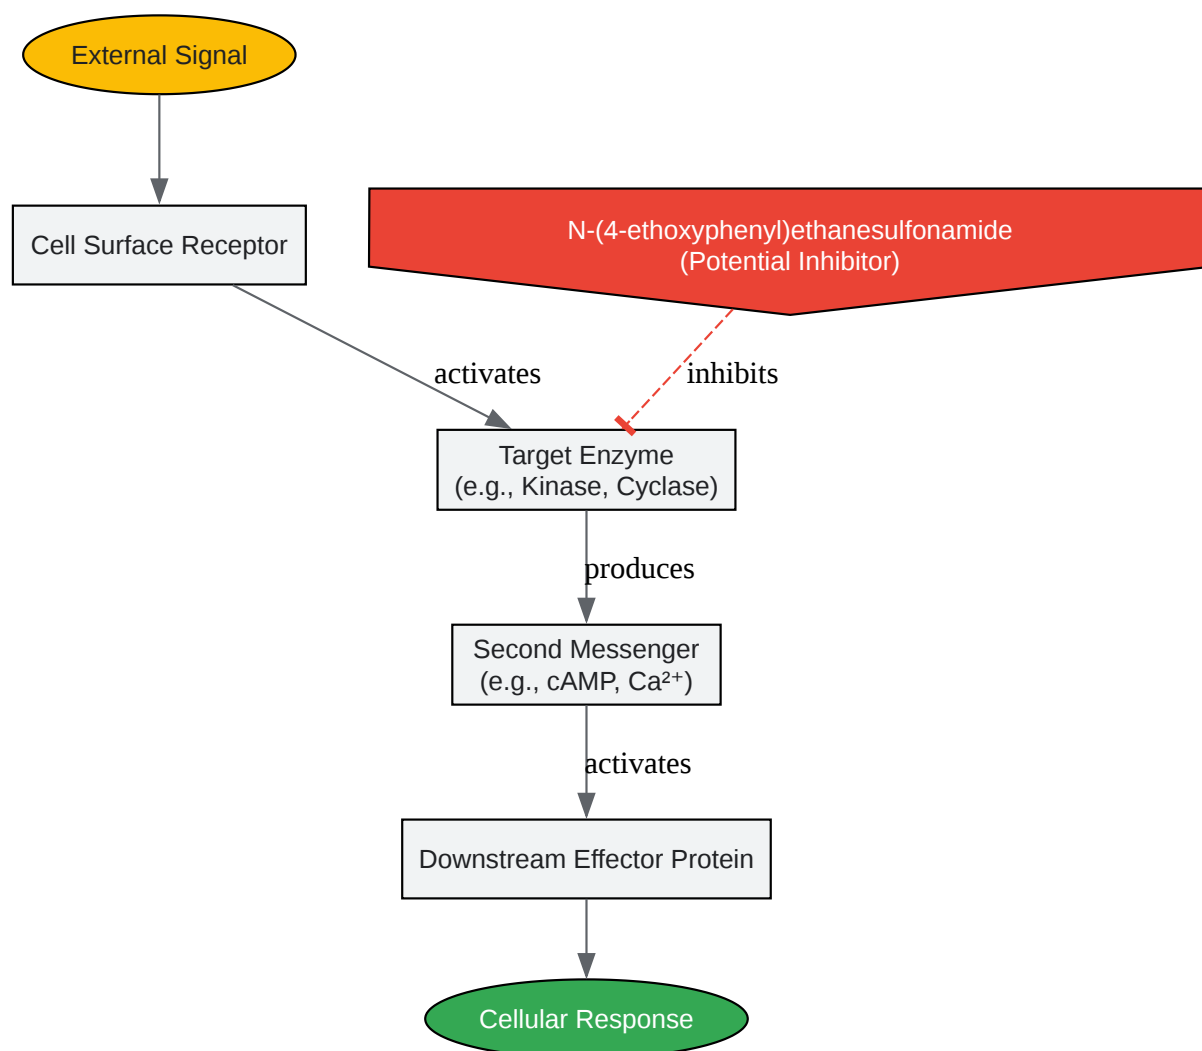 External Signal
Cell Surface Receptor
N-(4-ethoxyphenyl)ethanesulfonamide
(Potential Inhibitor)
activates
inhibits
Target Enzyme
(e.g., Kinase, Cyclase)
produces
Second Messenger
(e.g., cAMP, Ca²⁺)
activates
Downstream Effector Protein
Cellular Response